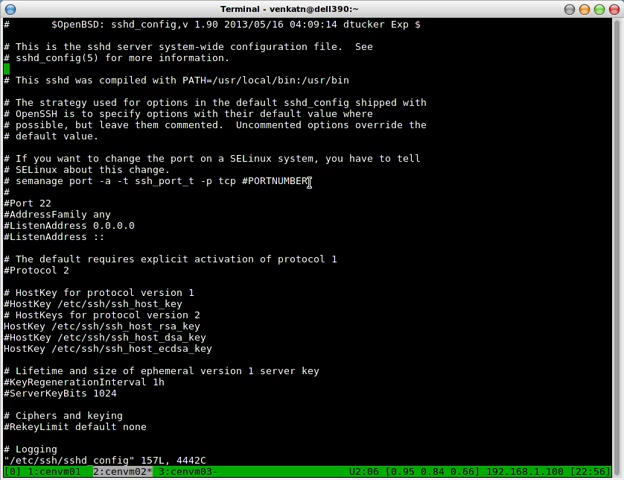 Terminal - venkatn@dell390:~
#       $OpenBSD: sshd_config,v 1.90 2013/05/16 04:09:14 dtucker Exp $
# This is the sshd server system-wide configuration file.  See
# sshd_config(5) for more information.
# This sshd was compiled with PATH=/usr/local/bin:/usr/bin
# The strategy used for options in the default sshd_config shipped with
# OpenSSH is to specify options with their default value where
# possible, but leave them commented.  Uncommented options override the
# default value.
# If you want to change the port on a SELinux system, you have to tell
# SELinux about this change.
# semanage port -a -t ssh_port_t -p tcp #PORTNUMBER
#
#Port 22
#AddressFamily any
#ListenAddress 0.0.0.0
#ListenAddress ::
# The default requires explicit activation of protocol 1
#Protocol 2
# HostKey for protocol version 1
#HostKey /etc/ssh/ssh_host_key
# HostKeys for protocol version 2
HostKey /etc/ssh/ssh_host_rsa_key
#HostKey /etc/ssh/ssh_host_dsa_key
HostKey /etc/ssh/ssh_host_ecdsa_key
# Lifetime and size of ephemeral version 1 server key
#KeyRegenerationInterval 1h
#ServerKeyBits 1024
# Ciphers and keying
#RekeyLimit default none
# Logging
"/etc/ssh/sshd_config" 157L, 4442C
[0] 1:cenvm01  2:cenvm02* 3:cenvm03- U2:06 [0.95 0.84 0.66] 192.168.1.100 [22:56]